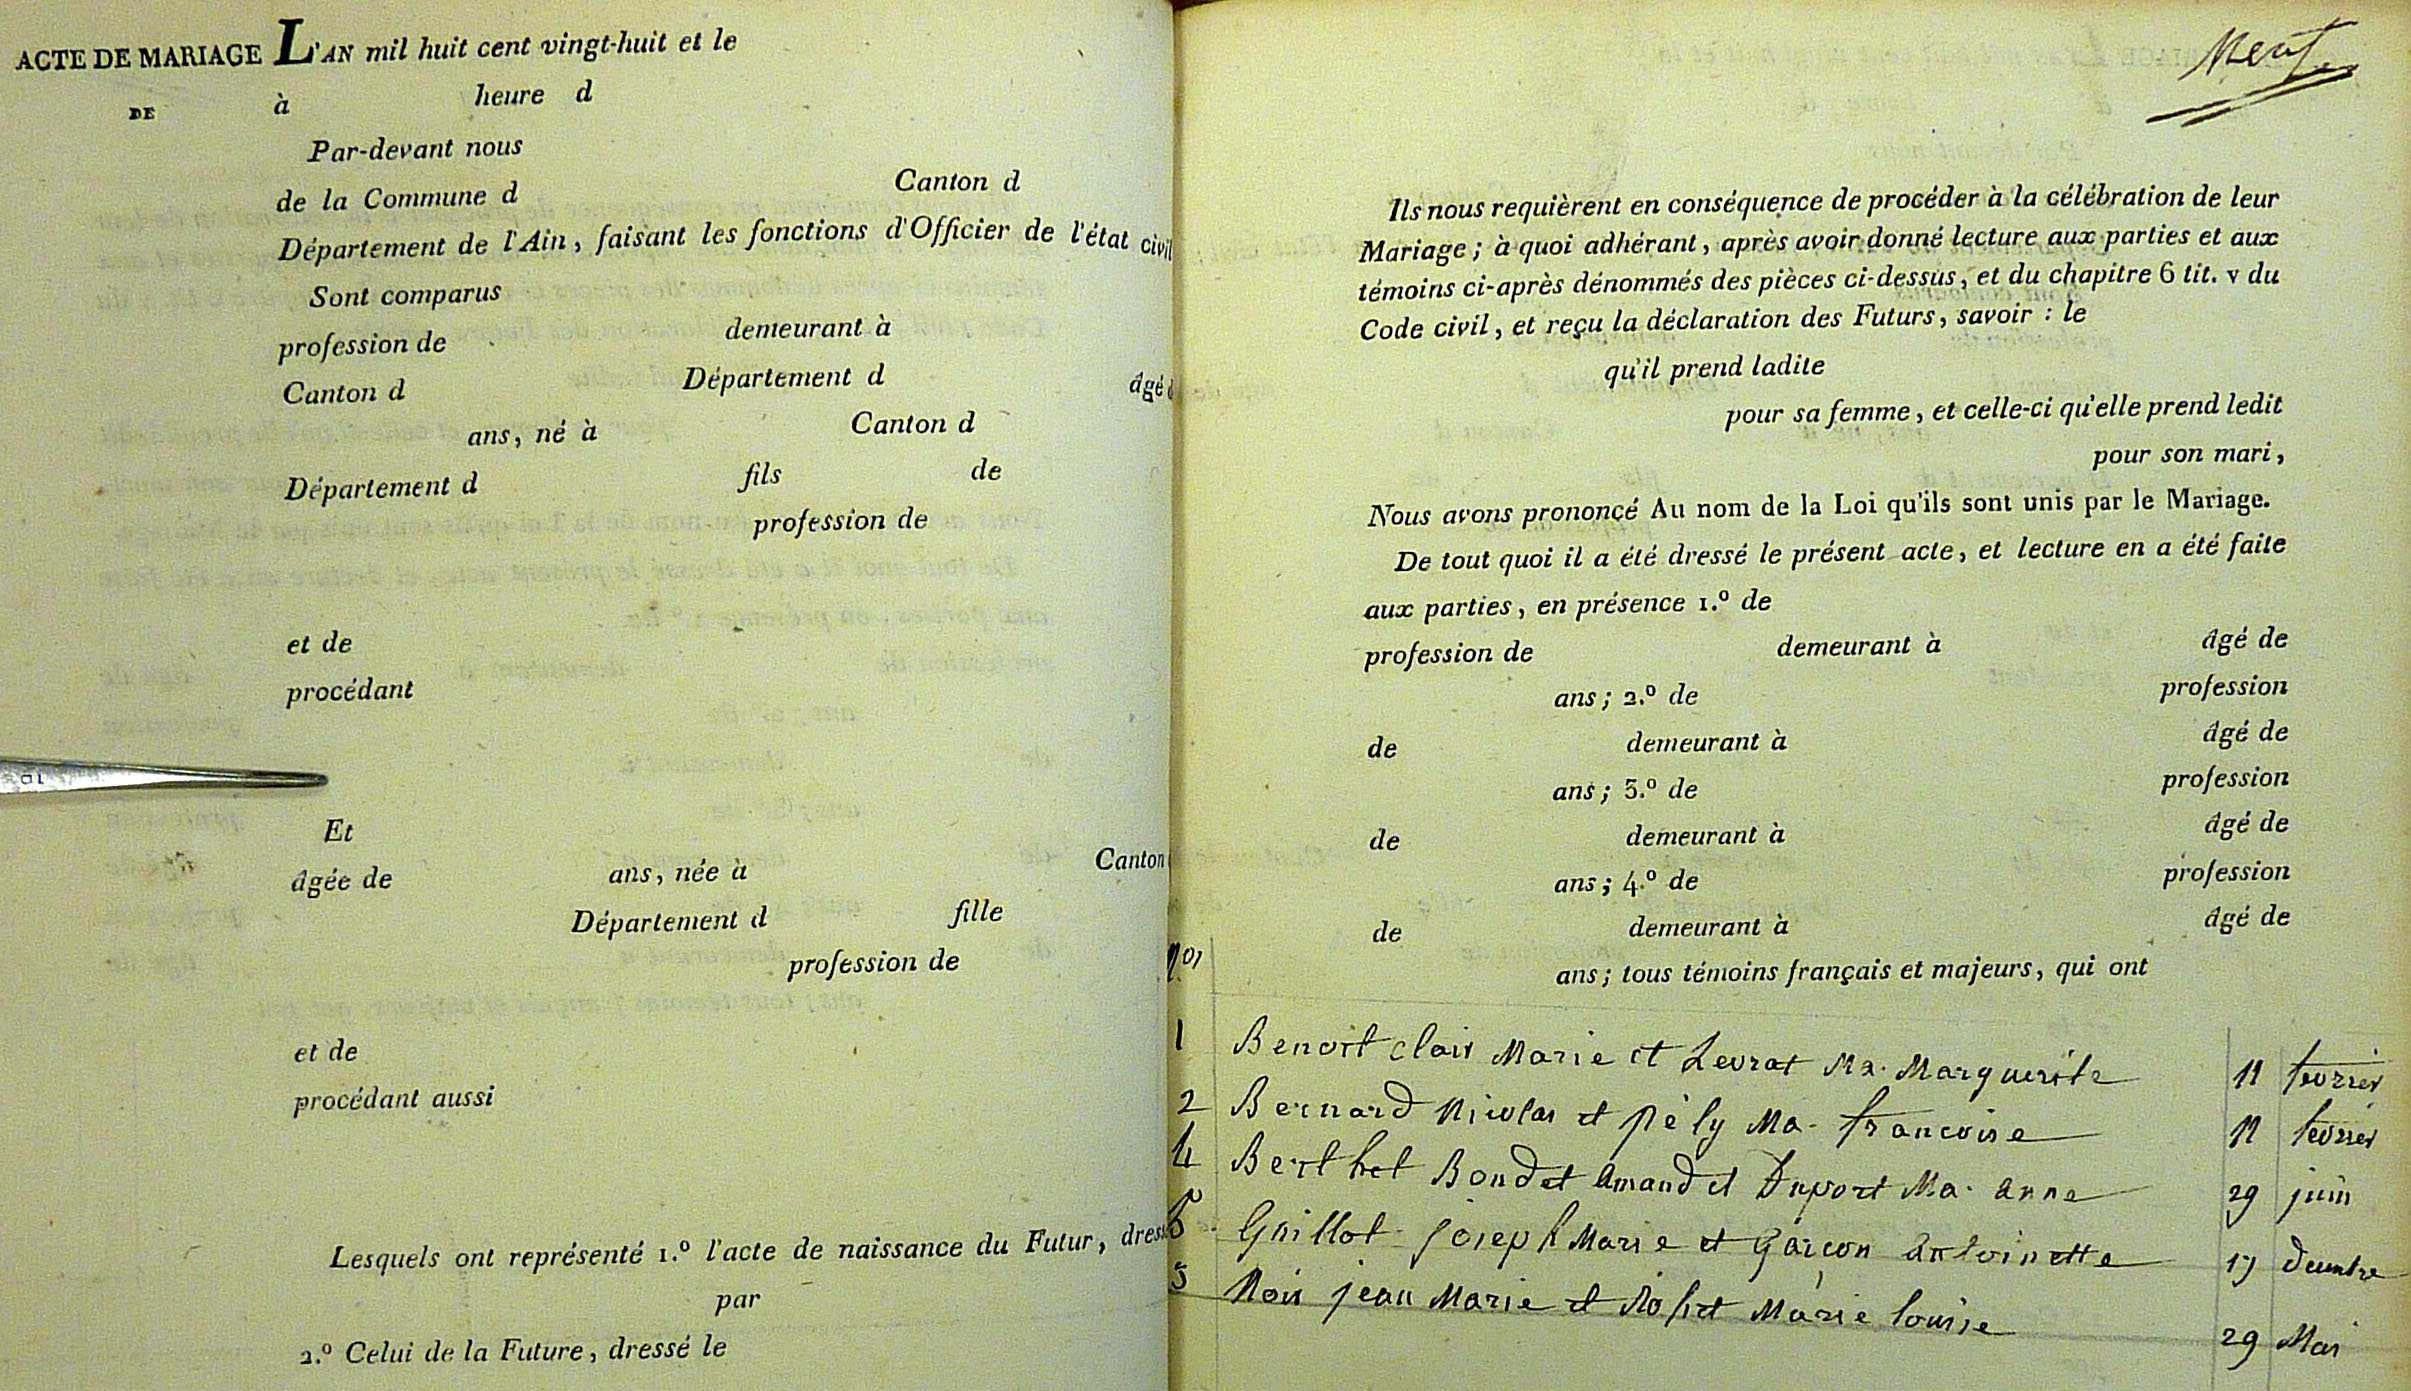 ACTE DE MARIAGE L'AN mil huit cent vingt-huit et le
DE à heure d
Par-devant nous
de la Commune d Canton d
Département de l'Ain, faisant les fonctions d'Officier de l'état civil
Sont comparus
profession de demeurant à
Canton d Département d âgé d
ans, né à Canton d
Département d fils de
profession de
et de
procédant
Et
âgée de ans, née à Canton
Département d fille
profession de
et de
procédant aussi
Lesquels ont représenté 1.º l'acte de naissance du Futur, dres
par
2.º Celui de la Future, dressé le
Neuf
Ils nous requièrent en conséquence de procéder à la célébration de leur
Mariage; à quoi adhérant, après avoir donné lecture aux parties et aux
témoins ci-après dénommés des pièces ci-dessus, et du chapitre 6 tit. v du
Code civil, et reçu la déclaration des Futurs, savoir : le
qu'il prend ladite
pour sa femme, et celle-ci qu'elle prend ledit
pour son mari,
Nous avons prononcé Au nom de la Loi qu'ils sont unis par le Mariage.
De tout quoi il a été dressé le présent acte, et lecture en a été faite
aux parties, en présence 1.º de
profession de demeurant à âgé de
ans; 2.º de profession
de demeurant à âgé de
ans; 3.º de profession
de demeurant à âgé de
ans; 4.º de profession
de demeurant à âgé de
ans; tous témoins français et majeurs, qui ont
nos
1 Benoit clair Marie et Levrat Ma. Marguerite 11 fevrier
2 Bernard Nicolas et Ma. francoise 11 fevrier
4 Berthet Bondet amand et Duport Ma. anne 29 juin
6 Guillot joseph Marie et Garcon antoinette 17 decembre
5 jean Marie et Marie louise 29 Mai